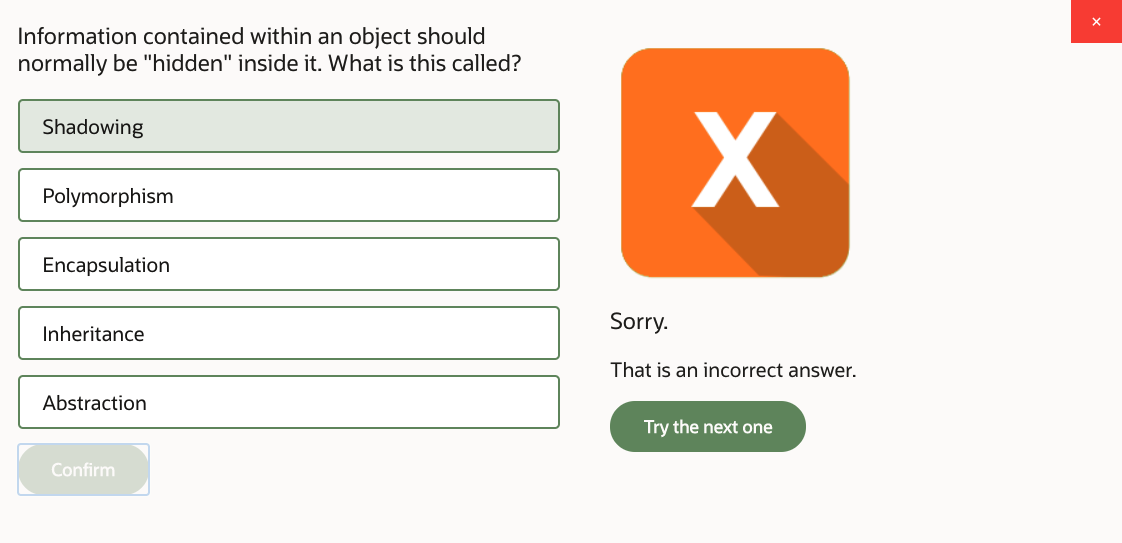 Information contained within an object should
normally be "hidden" inside it. What is this called?
Shadowing
Polymorphism
Encapsulation
Inheritance
Abstraction
Confirm
×
X
Sorry.
That is an incorrect answer.
Try the next one